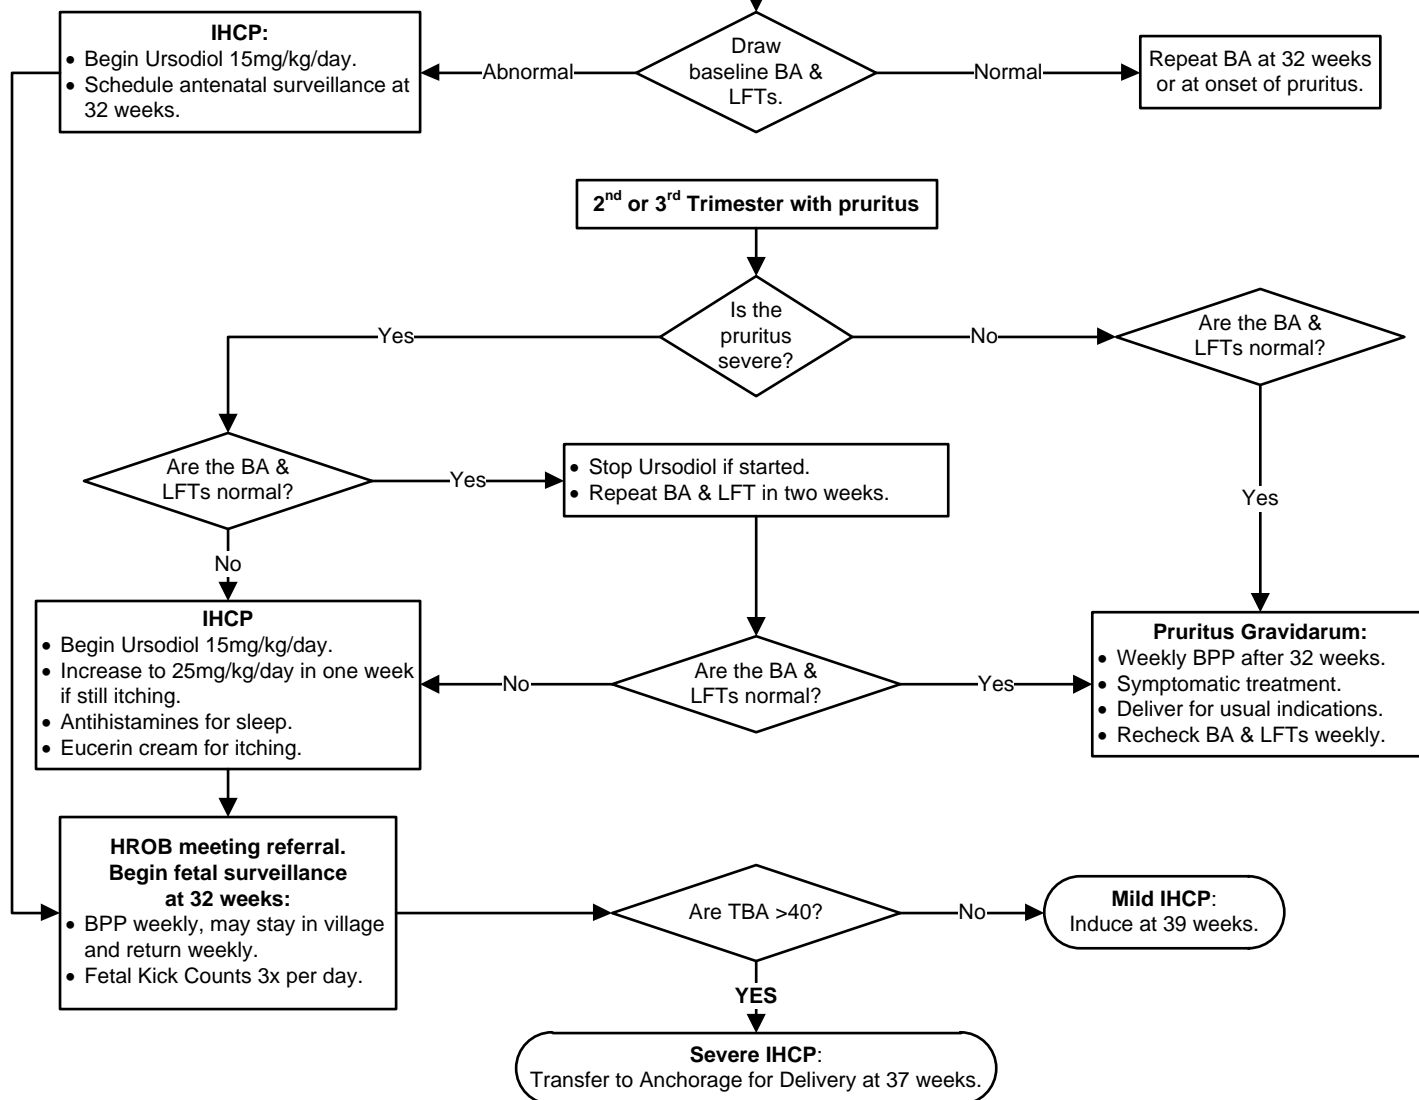 IHCP:
• Begin Ursodiol 15mg/kg/day.
• Schedule antenatal surveillance at
32 weeks.
Abnormal
Draw
baseline BA &
LFTs.
Normal
Repeat BA at 32 weeks
or at onset of pruritus.
2nd or 3rd Trimester with pruritus
Yes
Is the
pruritus
severe?
No
Are the BA &
LFTs normal?
Are the BA &
LFTs normal?
Yes
• Stop Ursodiol if started.
• Repeat BA & LFT in two weeks.
Yes
No
IHCP
• Begin Ursodiol 15mg/kg/day.
• Increase to 25mg/kg/day in one week
if still itching.
• Antihistamines for sleep.
• Eucerin cream for itching.
No
Are the BA &
LFTs normal?
Yes
Pruritus Gravidarum:
• Weekly BPP after 32 weeks.
• Symptomatic treatment.
• Deliver for usual indications.
• Recheck BA & LFTs weekly.
HROB meeting referral.
Begin fetal surveillance
at 32 weeks:
• BPP weekly, may stay in village
and return weekly.
• Fetal Kick Counts 3x per day.
Are TBA >40?
No
Mild IHCP:
Induce at 39 weeks.
YES
Severe IHCP:
Transfer to Anchorage for Delivery at 37 weeks.